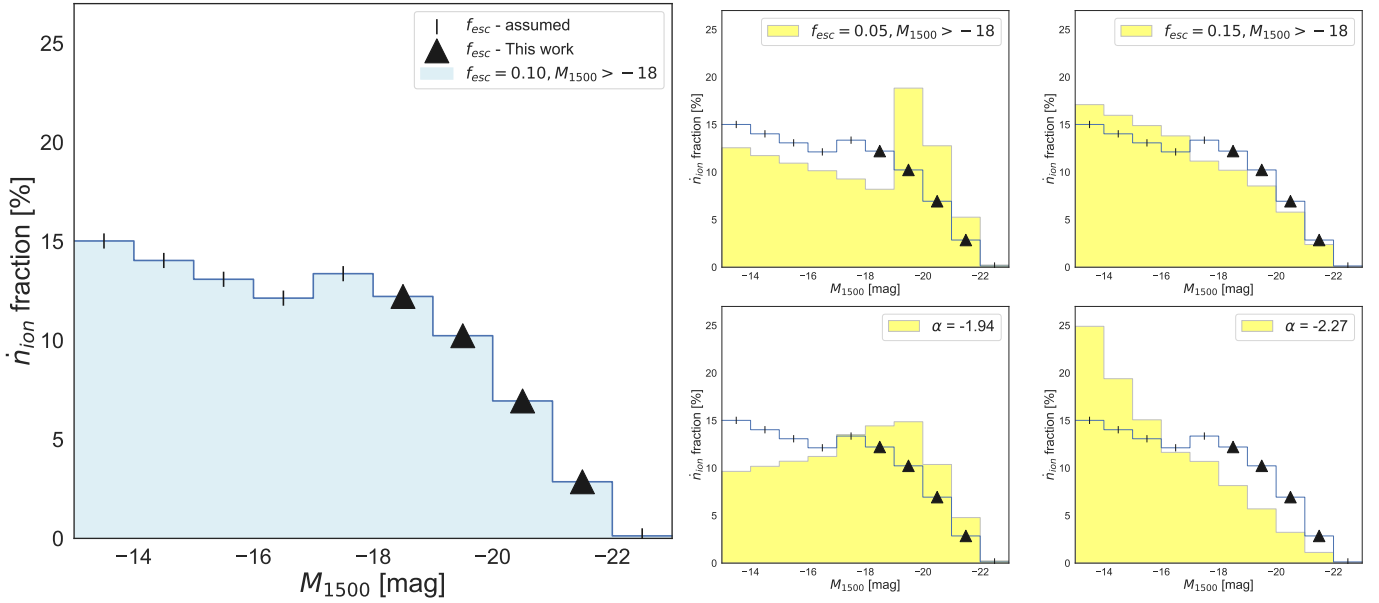 25
20
15
10
5
0
ṅ_ion fraction [%]
f_esc - assumed
f_esc - This work
f_esc = 0.10, M_1500 > −18
−14 −16 −18 −20 −22
M_1500 [mag]
25
20
15
10
5
0
ṅ_ion fraction [%]
f_esc = 0.05, M_1500 > −18
−14 −16 −18 −20 −22
M_1500 [mag]
25
20
15
10
5
0
ṅ_ion fraction [%]
f_esc = 0.15, M_1500 > −18
−14 −16 −18 −20 −22
M_1500 [mag]
25
20
15
10
5
0
ṅ_ion fraction [%]
α = -1.94
−14 −16 −18 −20 −22
M_1500 [mag]
25
20
15
10
5
0
ṅ_ion fraction [%]
α = -2.27
−14 −16 −18 −20 −22
M_1500 [mag]